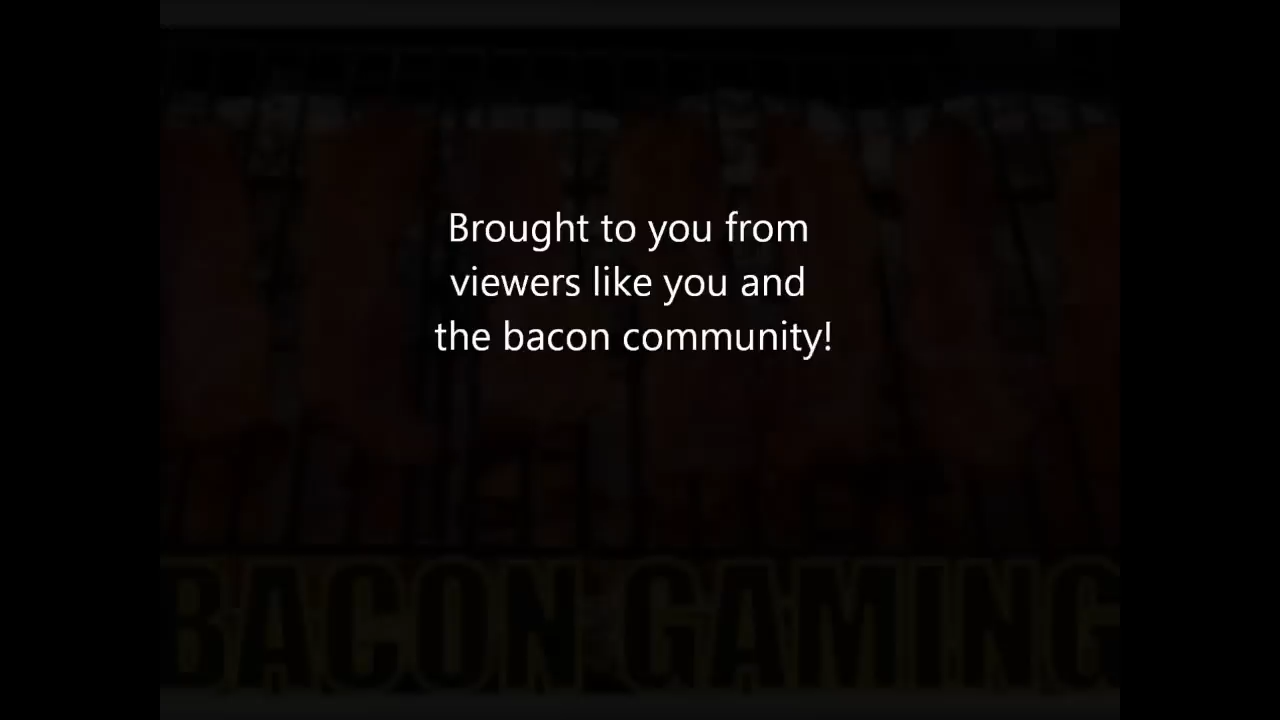 Brought to you from
viewers like you and
the bacon community!
BACON GAMING